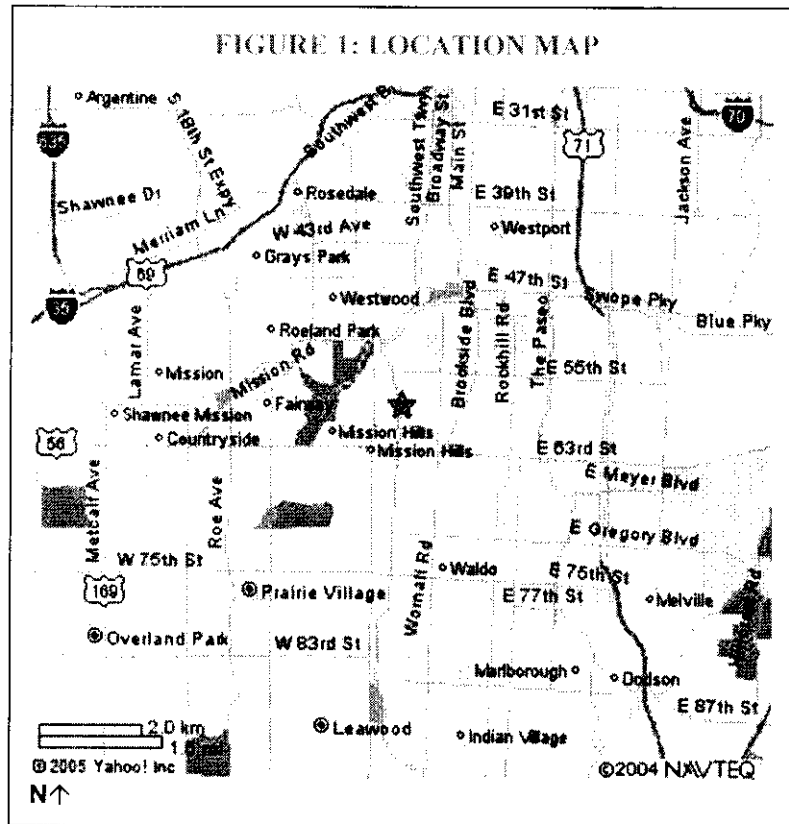 FIGURE 1: LOCATION MAP
Argentine
S 18th St Expy
Southwest
Southwest
Broadway St
Main St
E 31st St
70
71
635
Jackson Ave
Shawnee Dr
Rosedale
E 39th St
Merriam Ln
W 43rd Ave
Westport
Grays Park
69
E 47th St
35
Westwood
Swope Pky
Blue Pky
Roeland Park
Lamar Ave
Mission Rd
Brookside Blvd
Rockhill Rd
The Paseo
E 55th St
Mission
Fairway
Shawnee Mission
56
Countryside
Mission Hills
Mission Hills
E 63rd St
E Meyer Blvd
Metcalf Ave
Roe Ave
E Gregory Blvd
W 75th St
Wornall Rd
Waldo
E 75th St
169
Prairie Village
E 77th St
Melville
Overland Park
W 83rd St
Marlborough
Dodson
E 87th St
2.0 km
Leawood
Indian Village
© 2005 Yahoo! Inc
©2004 NAVTEQ
N↑